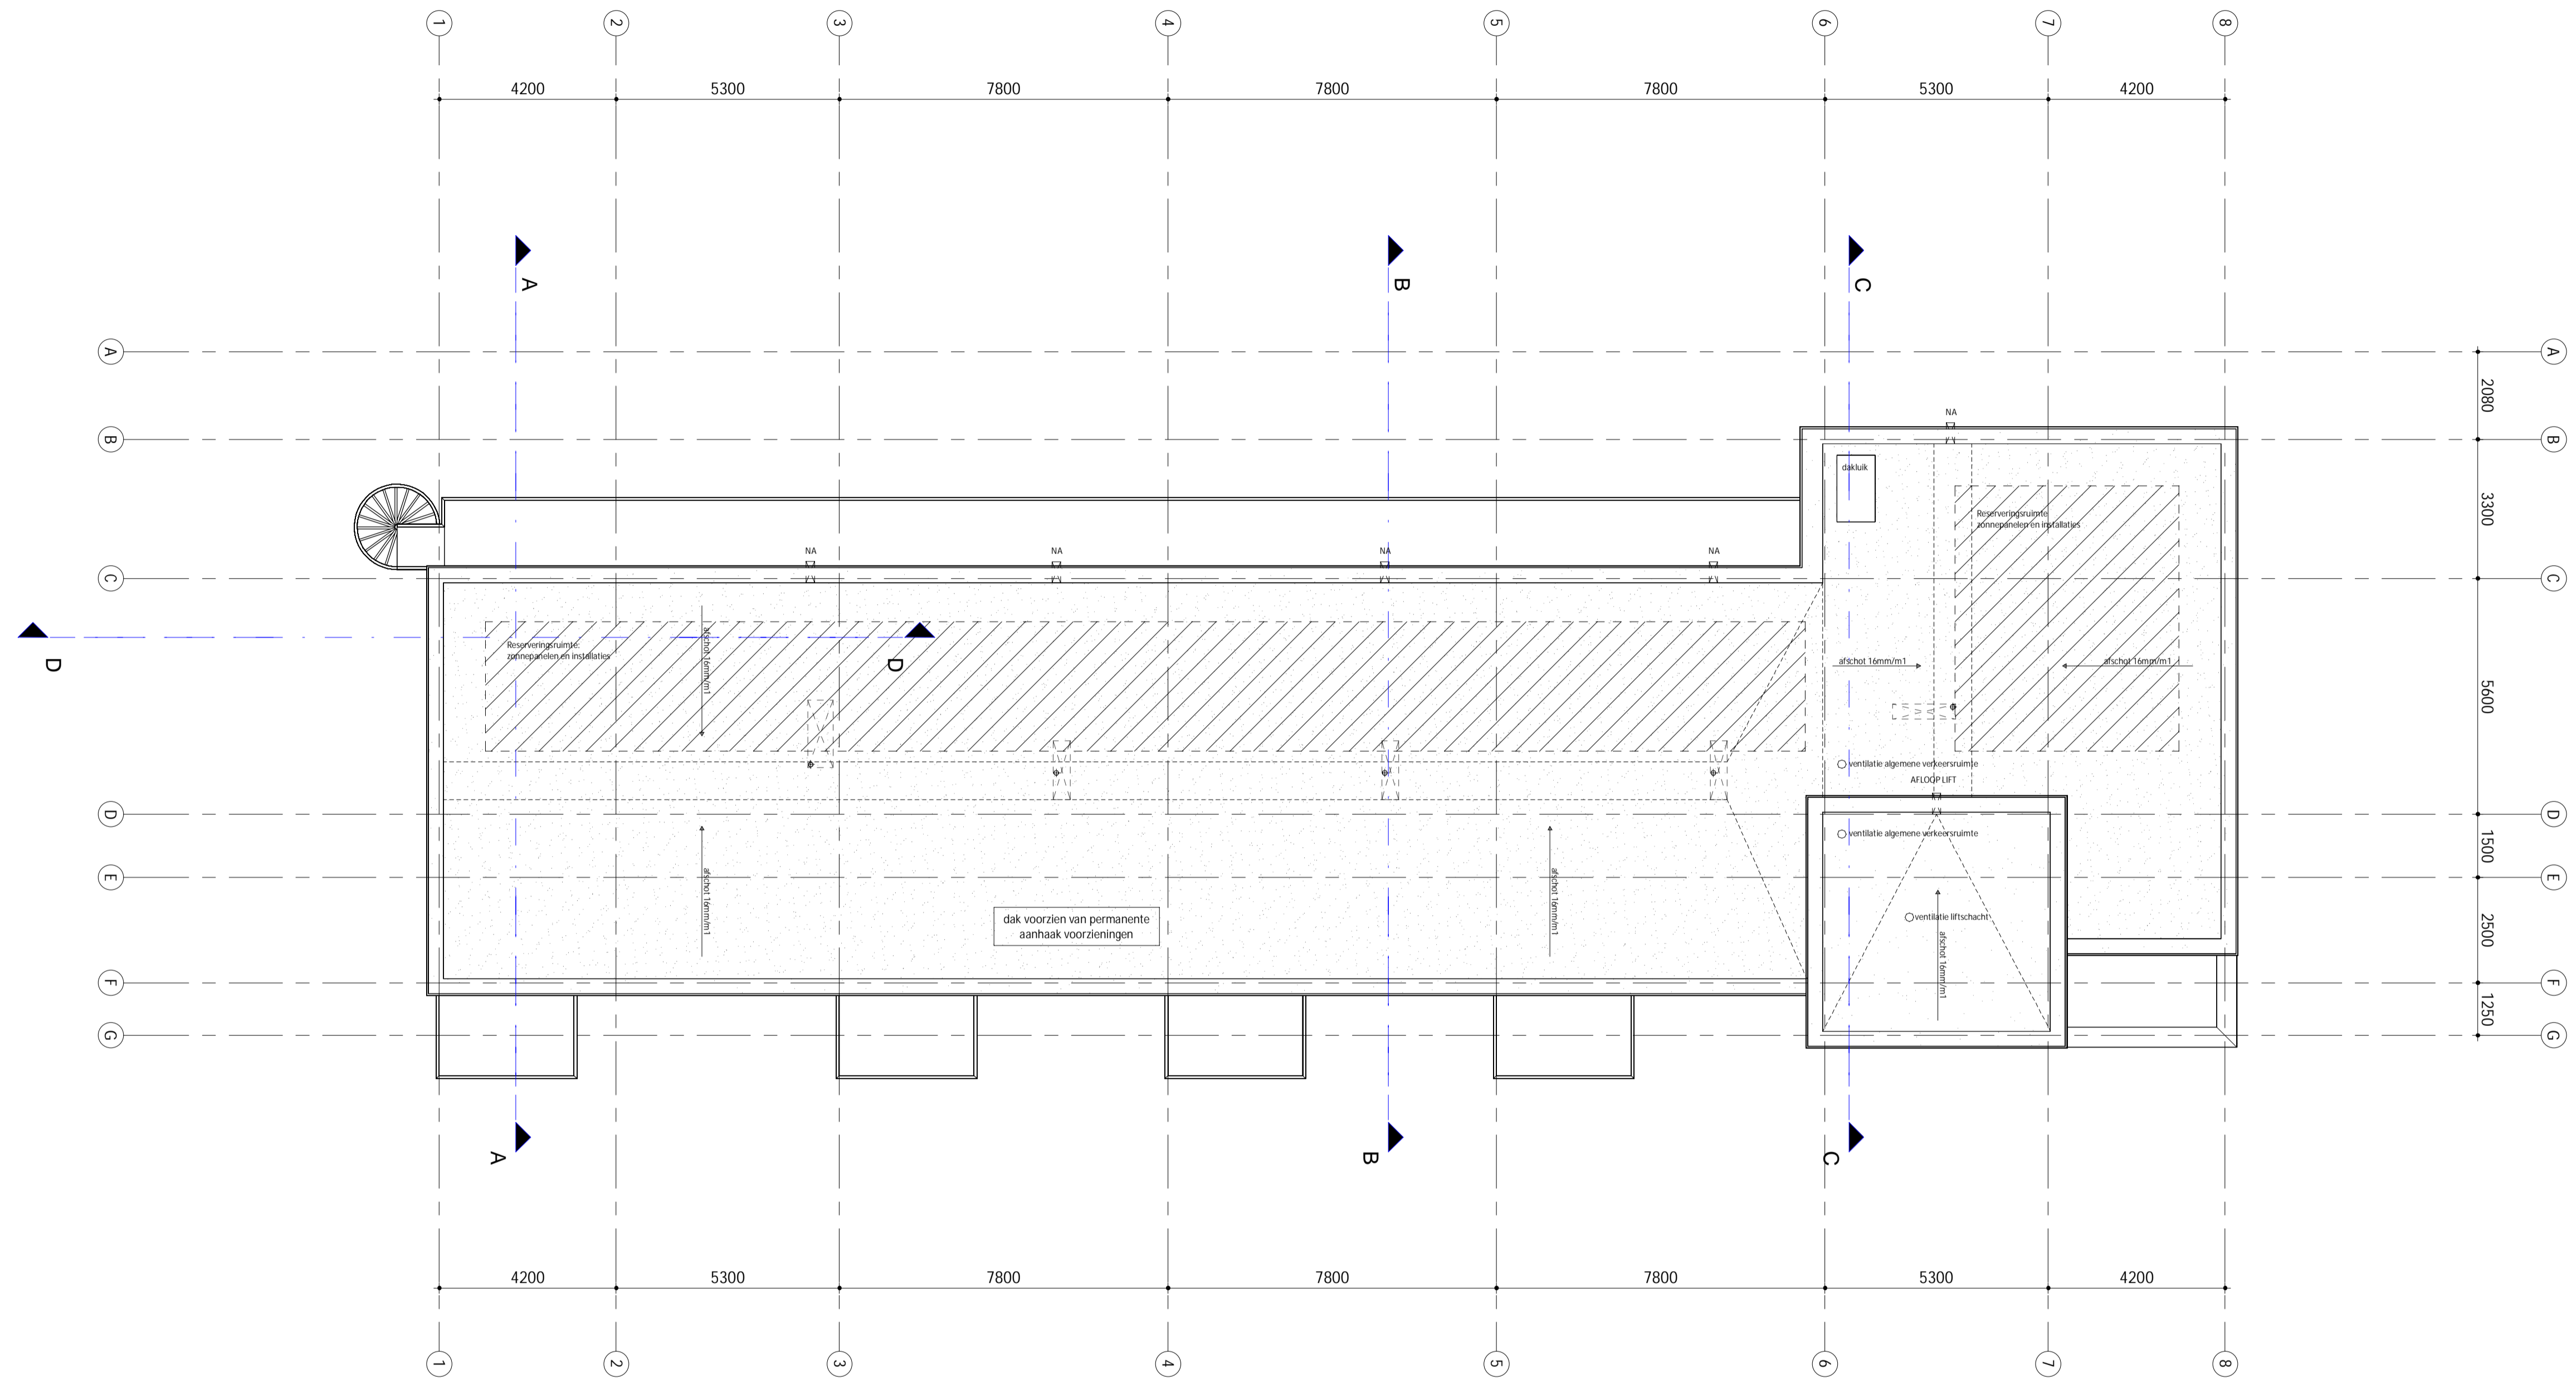 1 2 3 4 5 6 7 8
4200 5300 7800 7800 7800 5300 4200
A B C
A A
2080
NA
B B
dakluik
3300
Reserveringsruimte
zonnepanelen en installaties
NA NA NA NA
C C
D D
Reserveringsruimte:
zonnepanelen en installaties
afschot 16mm/m1
afschot 16mm/m1
afschot 16mm/m1
5600
ventilatie algemene verkeersruimte
AFLOOP LIFT
D D
ventilatie algemene verkeersruimte
1500
E E
afschot 16mm/m1
afschot 16mm/m1
dak voorzien van permanente
aanhaak voorzieningen
ventilatie liftschacht
afschot 16mm/m1
2500
F F
1250
G G
A B C
4200 5300 7800 7800 7800 5300 4200
1 2 3 4 5 6 7 8